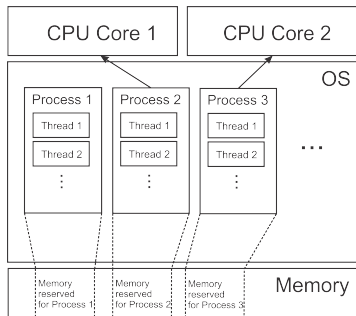 CPU Core 1
CPU Core 2
OS
Process 1
Process 2
Process 3
Thread 1
Thread 1
Thread 1
Thread 2
Thread 2
Thread 2
...
Memory
Memory
reserved
for Process 1
Memory
reserved
for Process 2
Memory
reserved
for Process 3